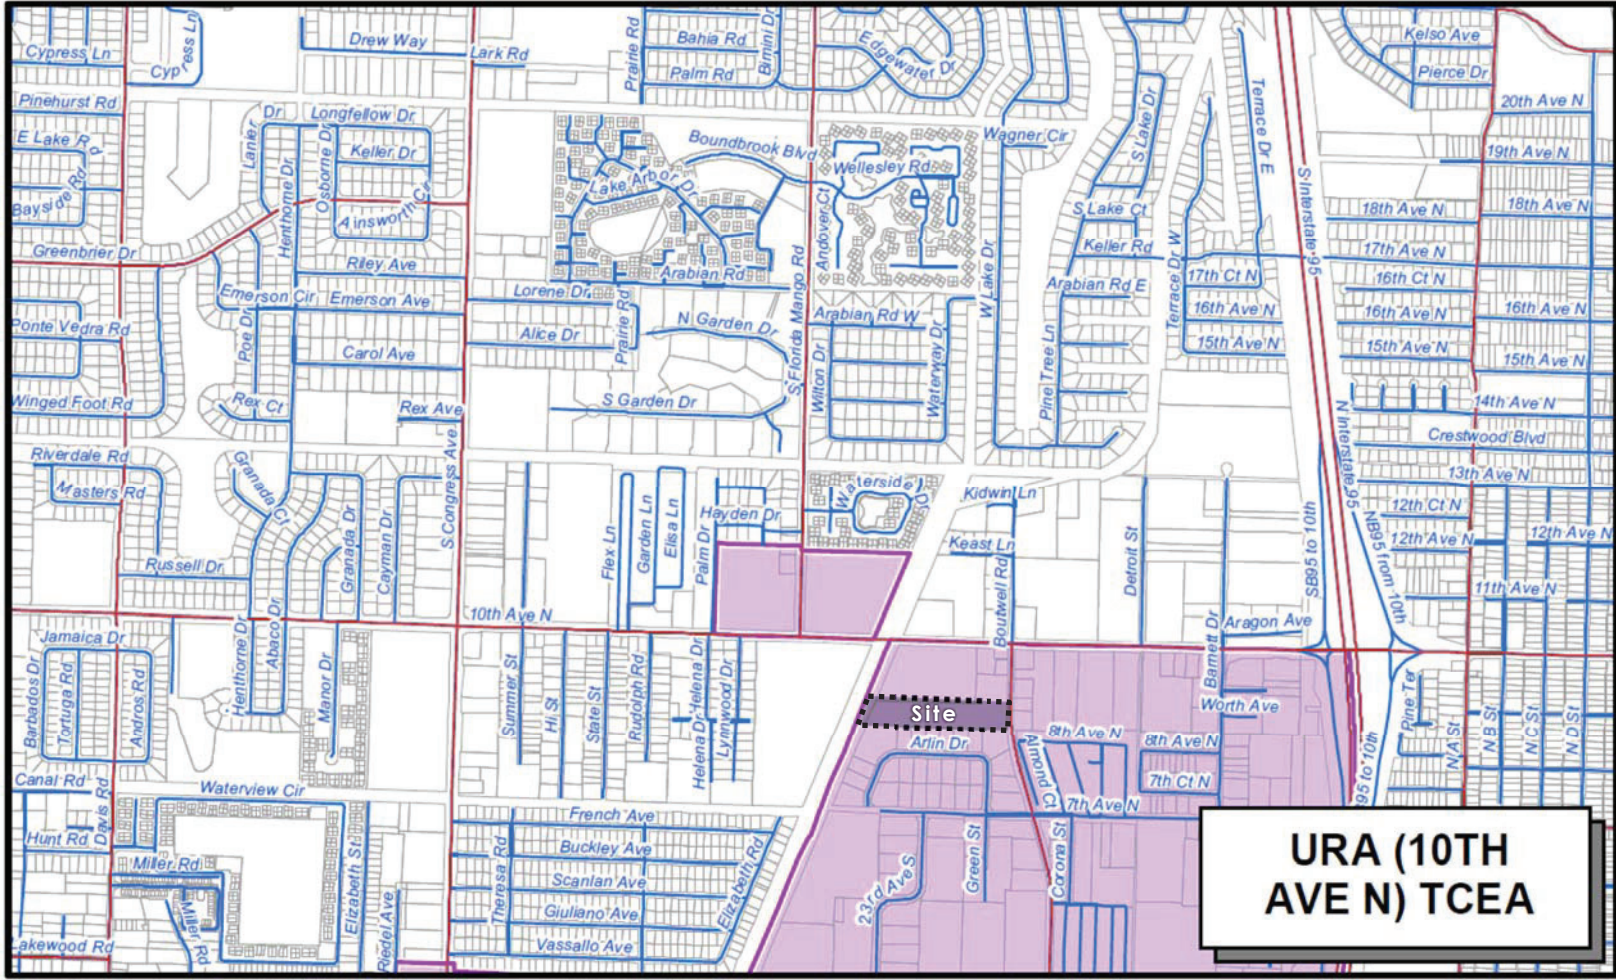 Cypress Ln
Cypress Ln
Drew Way
Lark Rd
Prairie Rd
Bahia Rd
Palm Rd
Bimini Dr
Edgewater Dr
Kelso Ave
Pierce Dr
Pinehurst Rd
E Lake Rd
Bayside Rd
Lanier Dr
Longfellow Dr
Keller Dr
Osborne Dr
Henthorne Dr
Ainsworth Cir
Boundbrook Blvd
Lake Arbor Dr
Wellesley Rd
Andover Ct
Wagner Cir
S Lake Dr
S Lake Ct
Keller Rd
Terrace Dr E
S Interstate 95
20th Ave N
19th Ave N
18th Ave N
18th Ave N
17th Ave N
Greenbrier Dr
Riley Ave
Emerson Cir
Emerson Ave
Poe Dr
Carol Ave
Ponte Vedra Rd
Winged Foot Rd
Rex Ct
Rex Ave
Arabian Rd
Lorene Dr
Alice Dr
Prairie Rd
N Garden Dr
S Garden Dr
S Florida Mango Rd
Arabian Rd W
Wilton Dr
Waterway Dr
W Lake Dr
Pine Tree Ln
Arabian Rd E
Terrace Dr W
17th Ct N
16th Ave N
15th Ave N
16th Ct N
16th Ave N
15th Ave N
16th Ave N
15th Ave N
14th Ave N
Crestwood Blvd
13th Ave N
12th Ct N
12th Ave N
12th Ave N
11th Ave N
N Interstate 95
NB95 from 10th
SB95 to 10th
Riverdale Rd
Masters Rd
Granada Ct
Granada Dr
Cayman Dr
Russell Dr
S Congress Ave
Flex Ln
Garden Ln
Elisa Ln
Palm Dr
Hayden Dr
Waterside Dr
Kidwin Ln
Keast Ln
Boutwell Rd
Detroit St
Barnett Dr
Aragon Ave
10th Ave N
Jamaica Dr
Barbados Dr
Tortuga Rd
Andros Rd
Henthorne Dr
Abaco Dr
Manor Dr
Summer St
Hi St
State St
Rudolph Rd
Helena Dr
Helena Dr
Lynnwood Dr
Site
Arlin Dr
Almond Ct
8th Ave N
8th Ave N
7th Ct N
7th Ave N
Worth Ave
Pine Ter
95 to 10th
N A St
N B St
N C St
N D St
Canal Rd
Hunt Rd
Davis Rd
Waterview Cir
Miller Rd
Miller Rd
Lakewood Rd
Elizabeth St
Riedel Ave
Theresa Rd
French Ave
Buckley Ave
Scanlan Ave
Giuliano Ave
Vassallo Ave
Elizabeth Rd
23rd Ave S
Green St
Corona St
URA (10TH
AVE N) TCEA